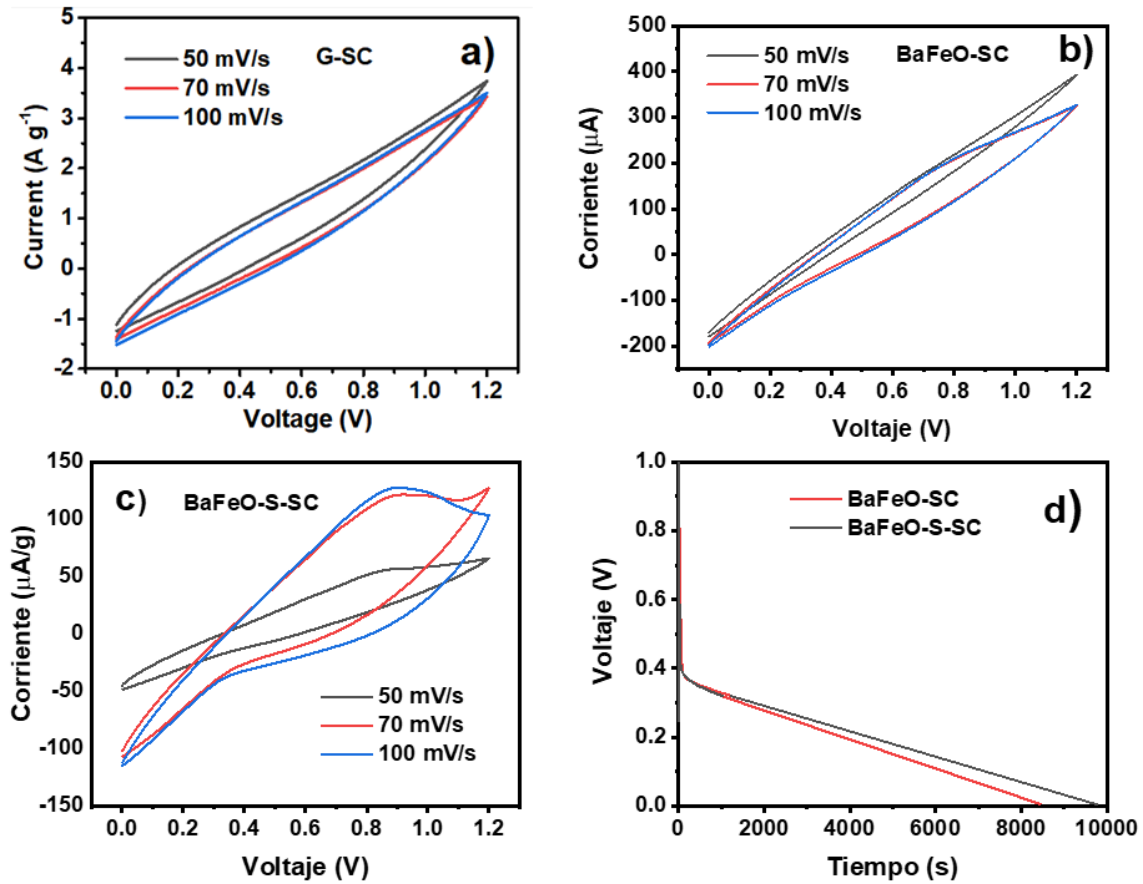 a)
G-SC
50 mV/s
70 mV/s
100 mV/s
Current (A g⁻¹)
5
4
3
2
1
0
-1
-2
0.0 0.2 0.4 0.6 0.8 1.0 1.2
Voltage (V)
b)
BaFeO-SC
50 mV/s
70 mV/s
100 mV/s
Corriente (μA)
500
400
300
200
100
0
-100
-200
0.0 0.2 0.4 0.6 0.8 1.0 1.2
Voltaje (V)
c)
BaFeO-S-SC
Corriente (μA/g)
150
100
50
0
-50
-100
-150
50 mV/s
70 mV/s
100 mV/s
0.0 0.2 0.4 0.6 0.8 1.0 1.2
Voltaje (V)
d)
BaFeO-SC
BaFeO-S-SC
Voltaje (V)
1.0
0.8
0.6
0.4
0.2
0.0
0 2000 4000 6000 8000 10000
Tiempo (s)